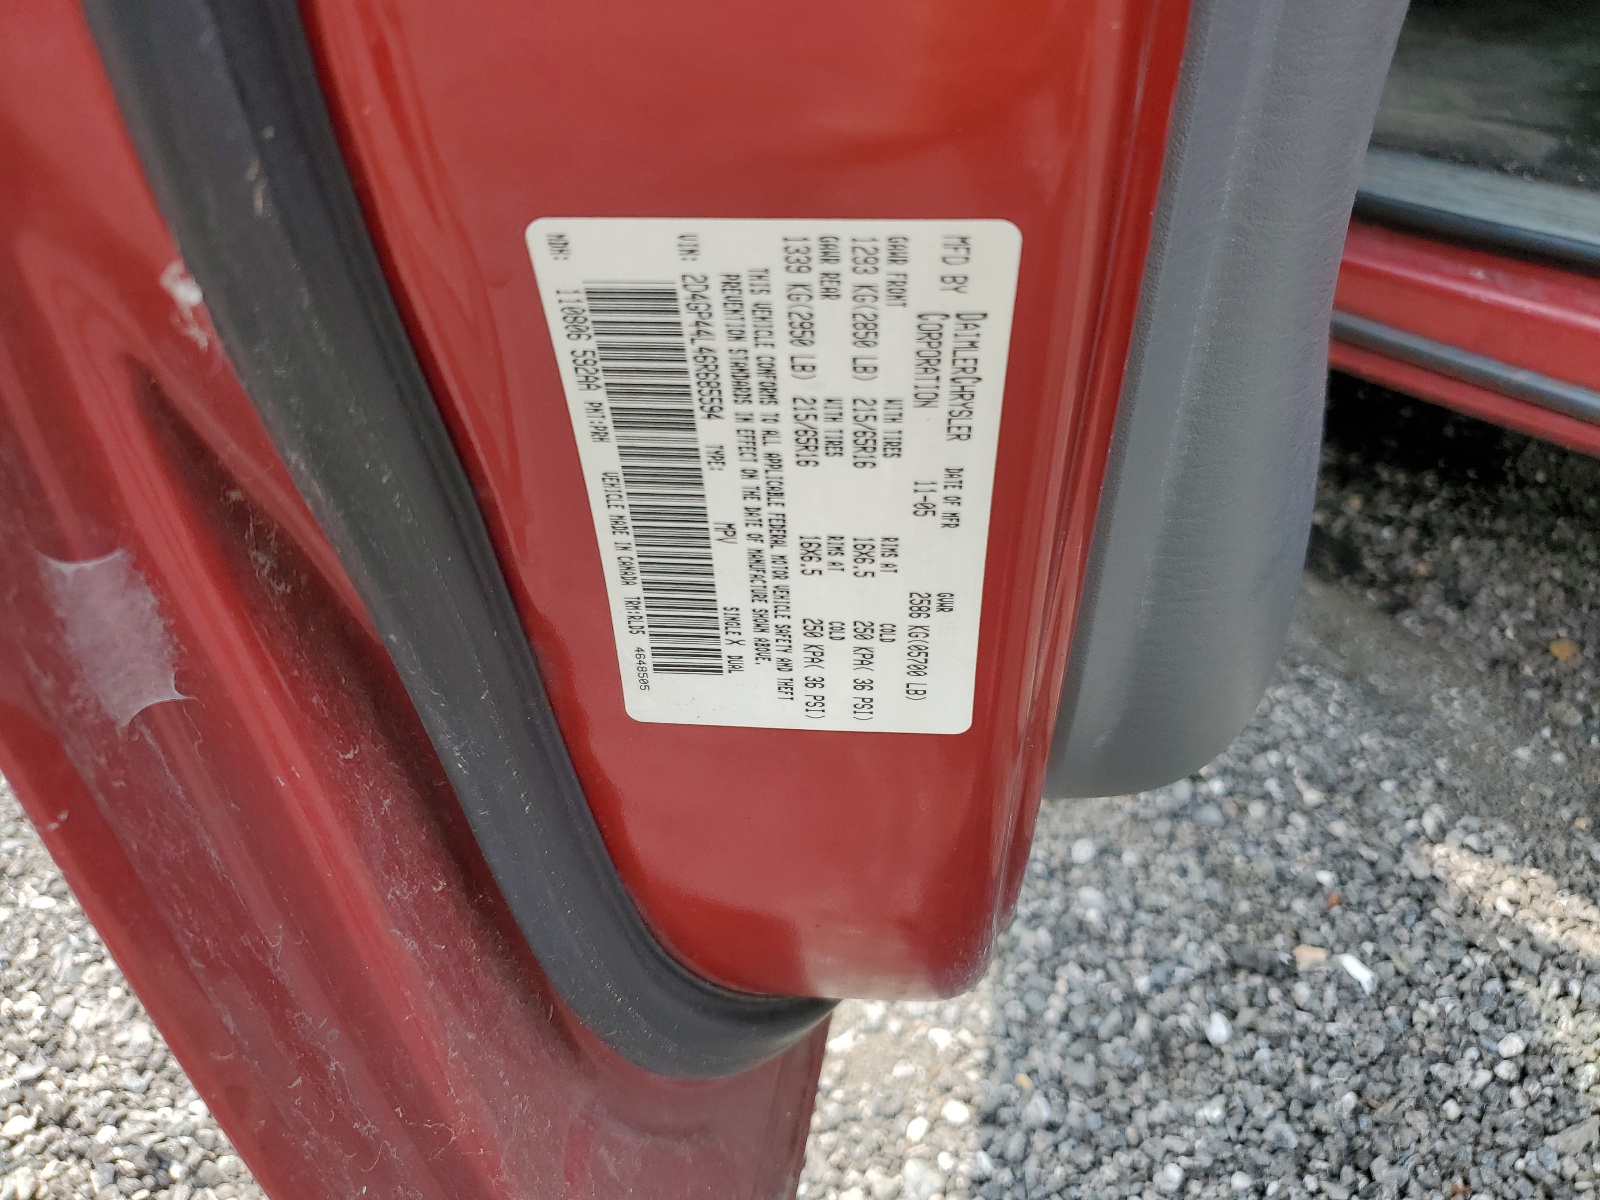 MFD BY DAIMLERCHRYSLER CORPORATION DATE OF MFR 11-05 GVWR 2586 KG(05700 LB)
GAWR FRONT WITH TIRES RIMS AT COLD
1293 KG(2850 LB) 215/65R16 16X6.5 250 KPA( 36 PSI)
GAWR REAR WITH TIRES RIMS AT COLD
1339 KG(2950 LB) 215/65R16 16X6.5 250 KPA( 36 PSI)
THIS VEHICLE CONFORMS TO ALL APPLICABLE FEDERAL MOTOR VEHICLE SAFETY AND THEFT
PREVENTION STANDARDS IN EFFECT ON THE DATE OF MANUFACTURE SHOWN ABOVE.
VIN: 2D4GP44L46R685594 TYPE: MPV SINGLE X DUAL
MDH: 110806 592AA PNT:PRH VEHICLE MADE IN CANADA TRM:RLD5 4648505